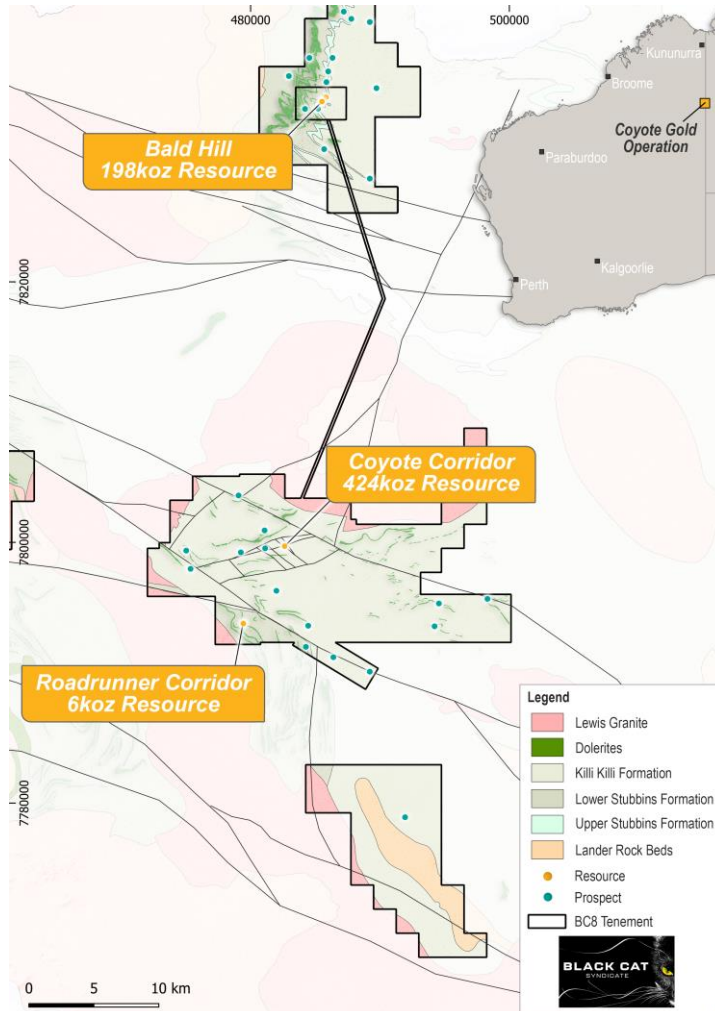 480000
500000
Kununurra
Broome
Coyote Gold
Operation
Paraburdoo
Kalgoorlie
Perth
Bald Hill
198koz Resource
7820000
Coyote Corridor
424koz Resource
7800000
Roadrunner Corridor
6koz Resource
7780000
Legend
Lewis Granite
Dolerites
Killi Killi Formation
Lower Stubbins Formation
Upper Stubbins Formation
Lander Rock Beds
Resource
Prospect
BC8 Tenement
BLACK CAT
SYNDICATE
0 5 10 km